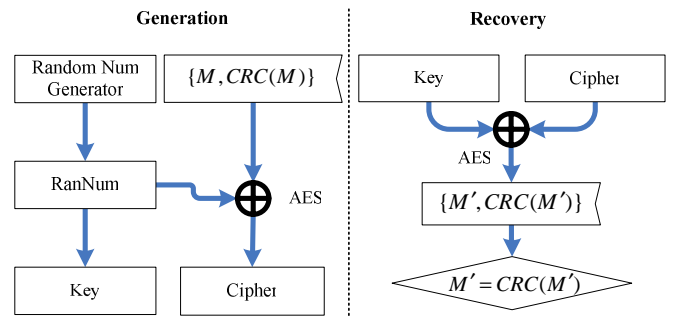 Generation
Random Num
Generator
{M,CRC(M)}
RanNum
AES
Key
Cipher
Recovery
Key
Cipher
AES
{M′,CRC(M′)}
M′=CRC(M′)